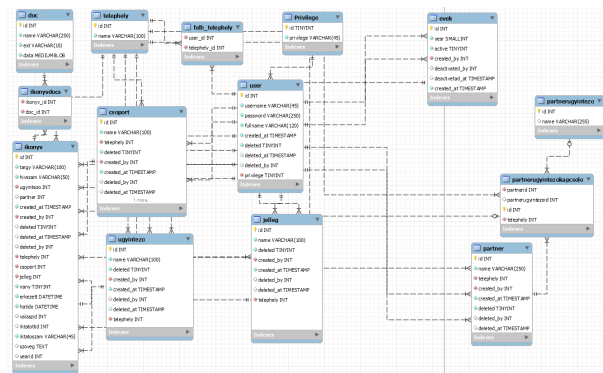 doc
id INT
name VARCHAR(250)
ext VARCHAR(10)
data MEDIUMBLOB
Indexes
telephely
id INT
name VARCHAR(100)
Indexes
felh_telephely
user_id INT
telephely_id INT
Indexes
Privilege
id TINYINT
privilege VARCHAR(45)
Indexes
evek
id INT
year SMALLINT
active TINYINT
created_by INT
deactivated_by INT
deactivated_at TIMESTAMP
created_at TIMESTAMP
Indexes
ikonyvdocs
ikonyv_id INT
doc_id INT
Indexes
user
id INT
username VARCHAR(45)
password VARCHAR(250)
fullname VARCHAR(120)
created_at TIMESTAMP
deleted TINYINT
deleted_at TIMESTAMP
deleted_by INT
privilege TINYINT
Indexes
partnerugyintezo
id INT
name VARCHAR(255)
Indexes
csoport
id INT
name VARCHAR(100)
telephely INT
deleted TINYINT
created_by INT
created_at TIMESTAMP
deleted_by INT
deleted_at TIMESTAMP
1 more...
Indexes
ikonyv
id INT
targy VARCHAR(100)
hivszam VARCHAR(50)
ugyintezo INT
partner INT
created_at TIMESTAMP
created_by INT
deleted TINYINT
deleted_at TIMESTAMP
deleted_by INT
telephely INT
csoport INT
jelleg INT
irany TINYINT
erkezett DATETIME
hatido DATETIME
valaszid INT
iktatottid INT
iktatoszam VARCHAR(45)
szoveg TEXT
yearid INT
Indexes
partnerugyintezokapcsolo
partnerid INT
partnerugyintezoid INT
id INT
telephely INT
Indexes
ugyintezo
id INT
name VARCHAR(100)
deleted TINYINT
created_by INT
created_at TIMESTAMP
deleted_by INT
deleted_at TIMESTAMP
telephely INT
Indexes
jelleg
id INT
name VARCHAR(100)
deleted TINYINT
created_by INT
created_at TIMESTAMP
deleted_by INT
deleted_at TIMESTAMP
telephely INT
Indexes
partner
id INT
name VARCHAR(250)
created_by INT
created_at TIMESTAMP
deleted TINYINT
deleted_by INT
deleted_at TIMESTAMP
Indexes